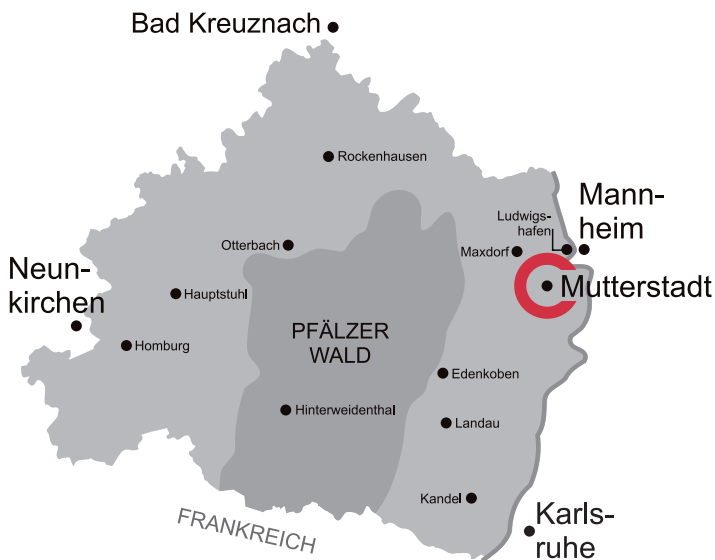 Bad Kreuznach
Rockenhausen
Mann-
heim
Ludwigs-
hafen
Otterbach
Maxdorf
Neun-
kirchen
Hauptstuhl
Mutterstadt
PFÄLZER
WALD
Homburg
Edenkoben
Hinterweidenthal
Landau
Kandel
FRANKREICH
Karls-
ruhe